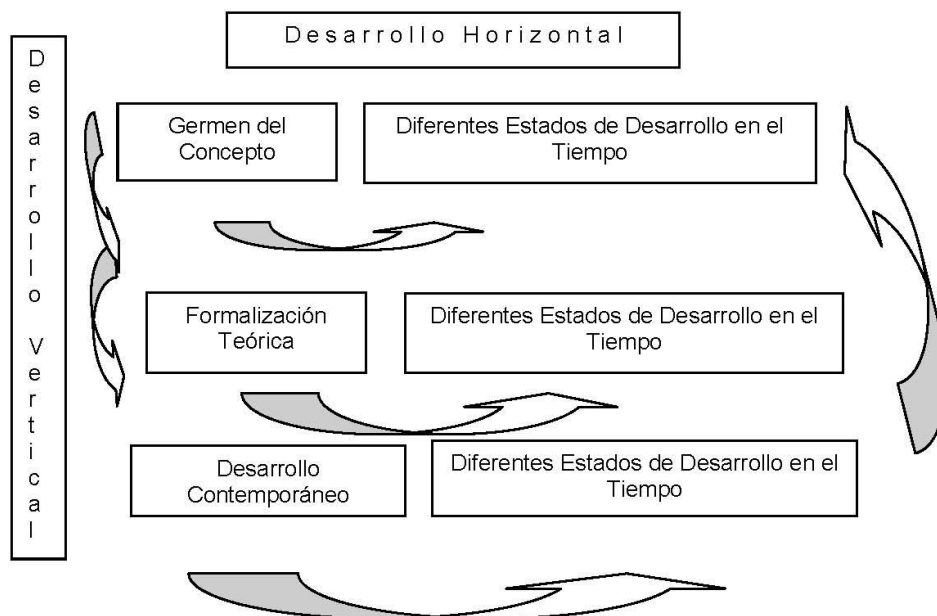 Desarrollo Horizontal
Desarrollo Vertical
Germen del
Concepto
Diferentes Estados de Desarrollo en el
Tiempo
Formalización
Teórica
Diferentes Estados de Desarrollo en el
Tiempo
Desarrollo
Contemporáneo
Diferentes Estados de Desarrollo en el
Tiempo